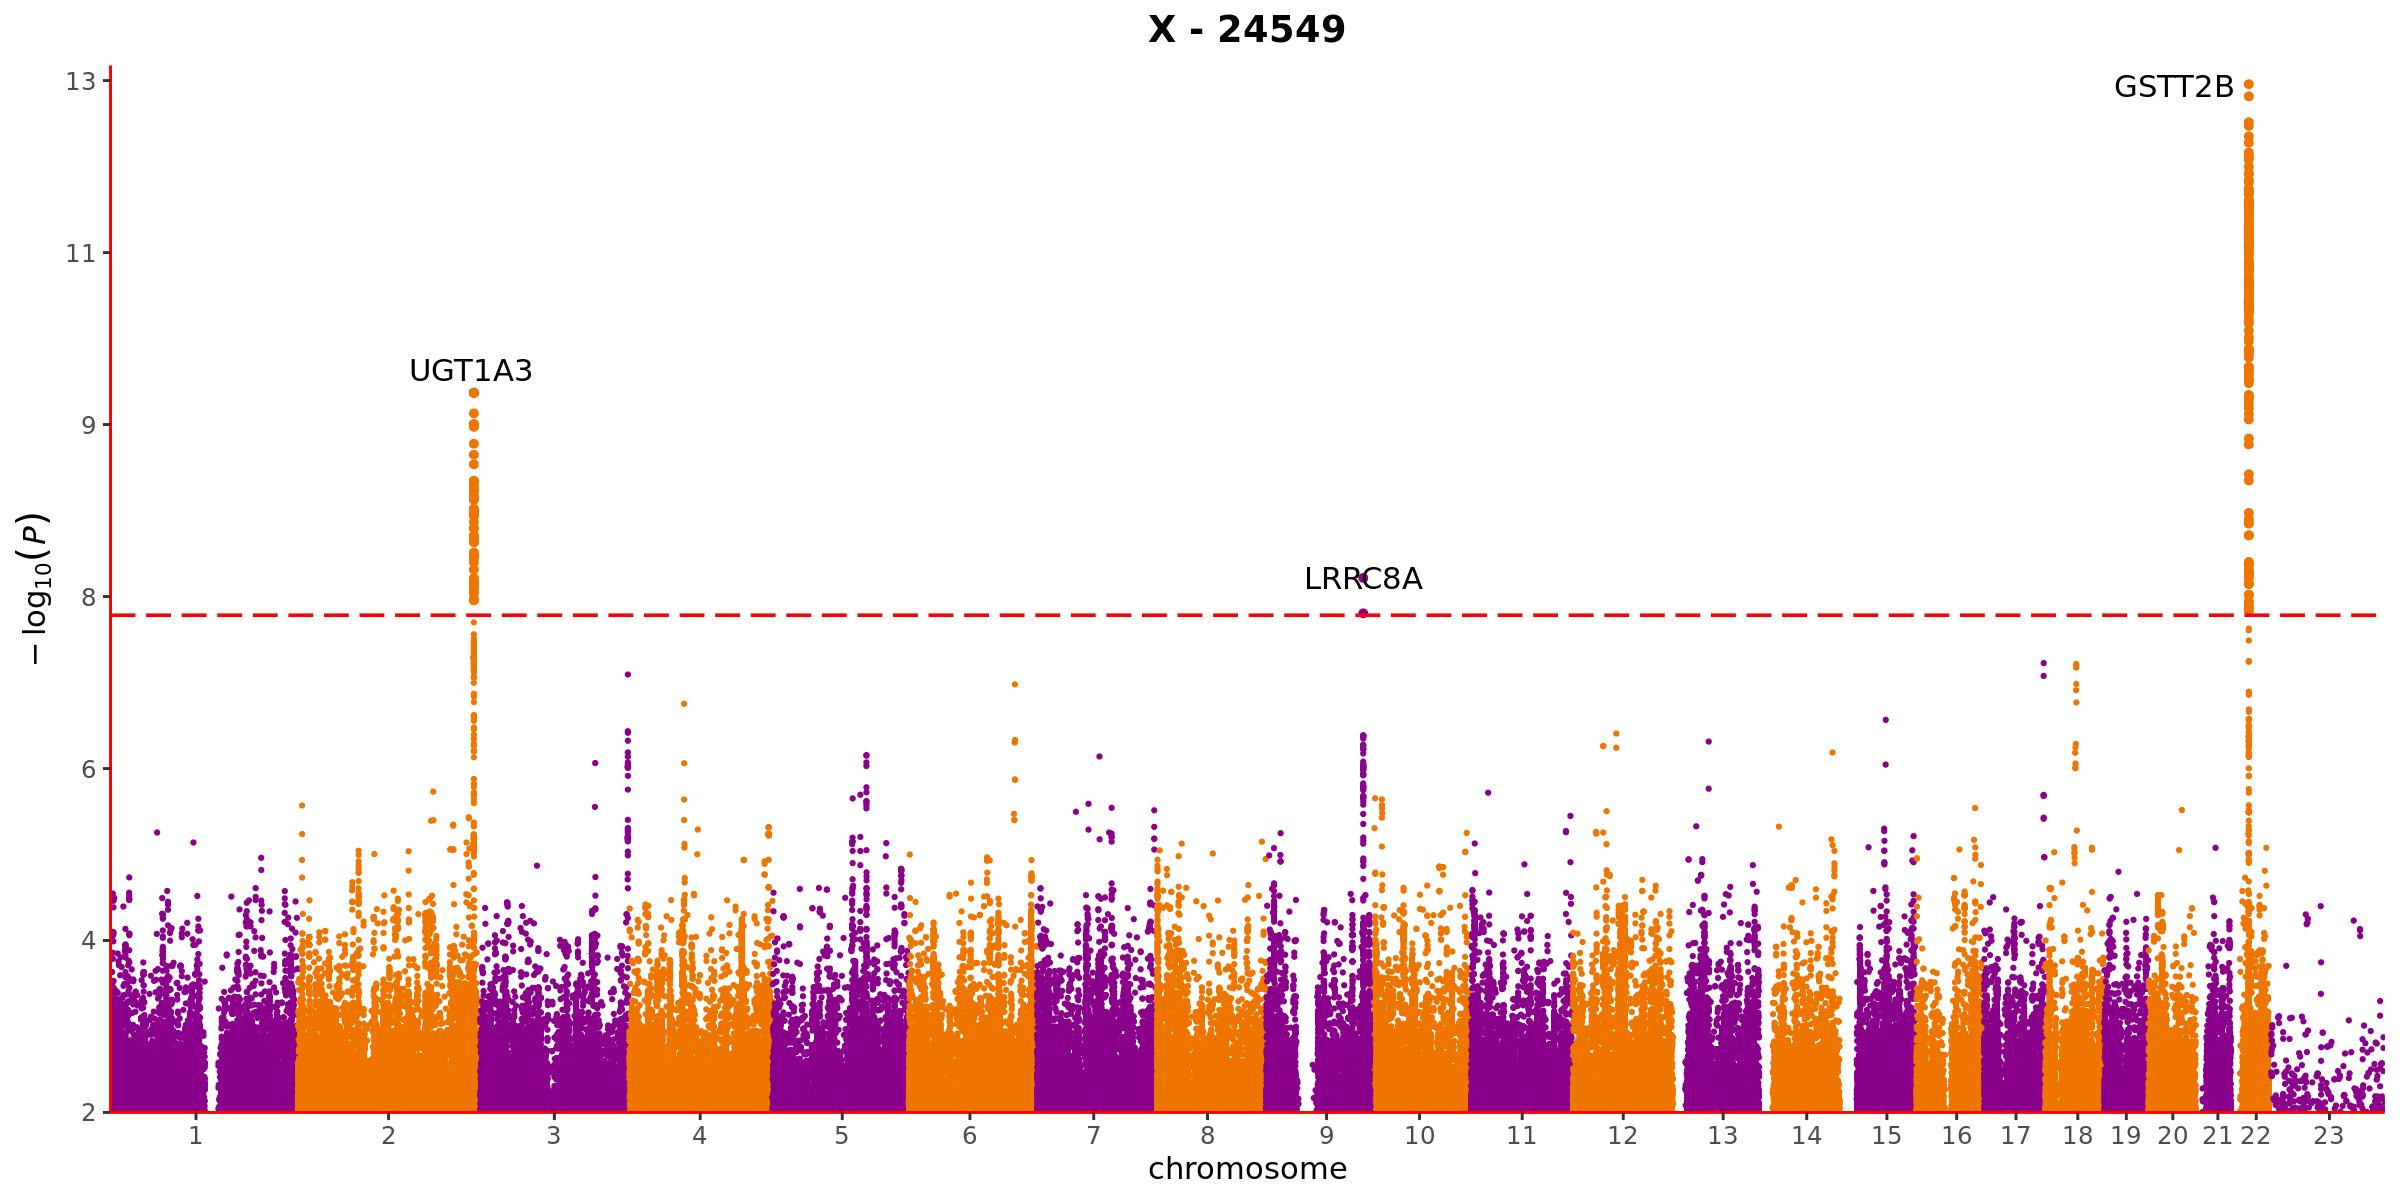 X - 24549
13
11
9
8
6
4
2
− log10(P)
GSTT2B
UGT1A3
LRRC8A
1 2 3 4 5 6 7 8 9 10 11 12 13 14 15 16 17 18 19 20 21 22 23
chromosome